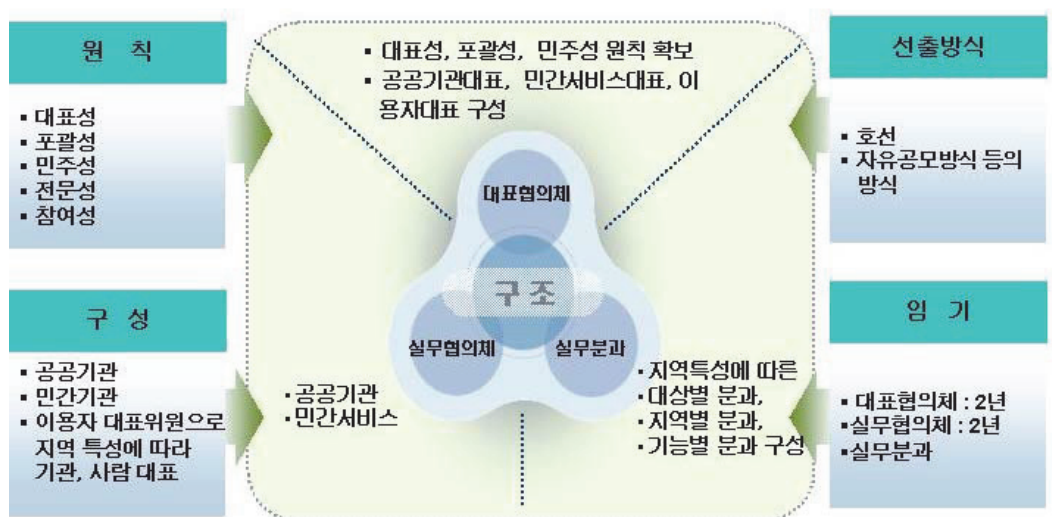 원 칙
▪ 대표성
▪ 포괄성
▪ 민주성
▪ 전문성
▪ 참여성
▪ 대표성, 포괄성, 민주성 원칙 확보
▪ 공공기관대표, 민간서비스대표, 이
용자대표 구성
선출방식
▪ 호선
▪ 자유공모방식 등의
방식
대표협의체
구조
실무협의체
실무분과
구 성
▪ 공공기관
▪ 민간기관
▪ 이용자 대표위원으로
지역 특성에 따라
기관, 사람 대표
▪공공기관
▪민간서비스
▪지역특성에 따른
▪대상별 분과,
▪지역별 분과,
▪기능별 분과 구성
임 기
▪ 대표협의체 : 2년
▪실무협의체 : 2년
▪실무분과